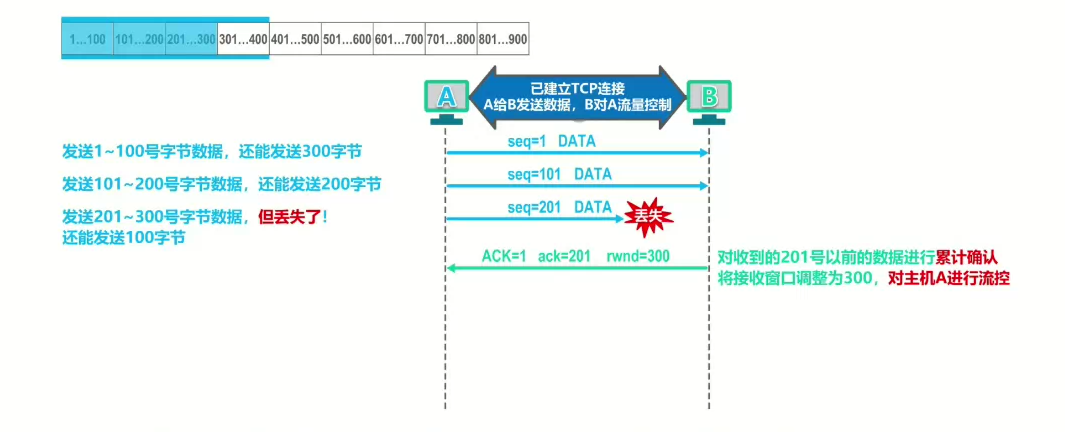 1...100 101...200 201...300 301...400 401...500 501...600 601...700 701...800 801...900
已建立TCP连接
A给B发送数据，B对A流量控制
A
B
seq=1 DATA
发送1~100号字节数据，还能发送300字节
seq=101 DATA
发送101~200号字节数据，还能发送200字节
seq=201 DATA
丢失
发送201~300号字节数据，但丢失了！
还能发送100字节
ACK=1 ack=201 rwnd=300
对收到的201号以前的数据进行累计确认
将接收窗口调整为300，对主机A进行流控